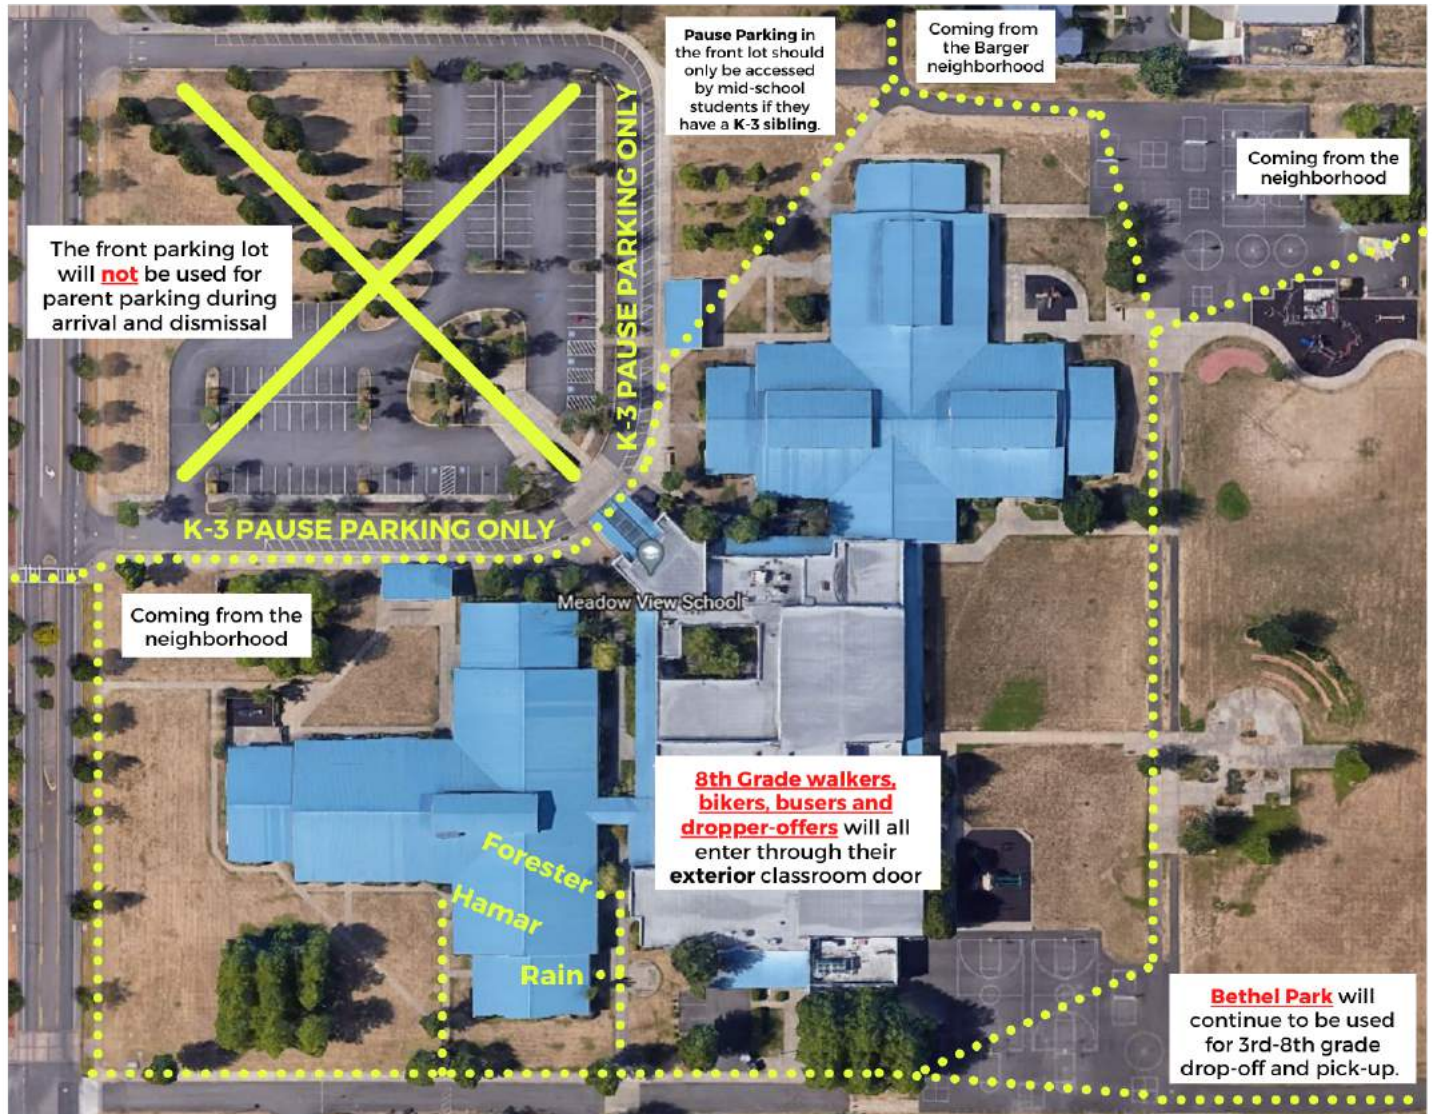 Pause Parking in
the front lot should
only be accessed
by mid-school
students if they
have a K-3 sibling.
Coming from
the Barger
neighborhood
Coming from the
neighborhood
The front parking lot
will not be used for
parent parking during
arrival and dismissal
K-3 PAUSE PARKING ONLY
K-3 PAUSE PARKING ONLY
K-3 PAUSE PARKING ONLY
Coming from the
neighborhood
Meadow View School
8th Grade walkers,
bikers, busers and
dropper-offers will all
enter through their
exterior classroom door
Forester
Hamar
Rain
Bethel Park will
continue to be used
for 3rd-8th grade
drop-off and pick-up.